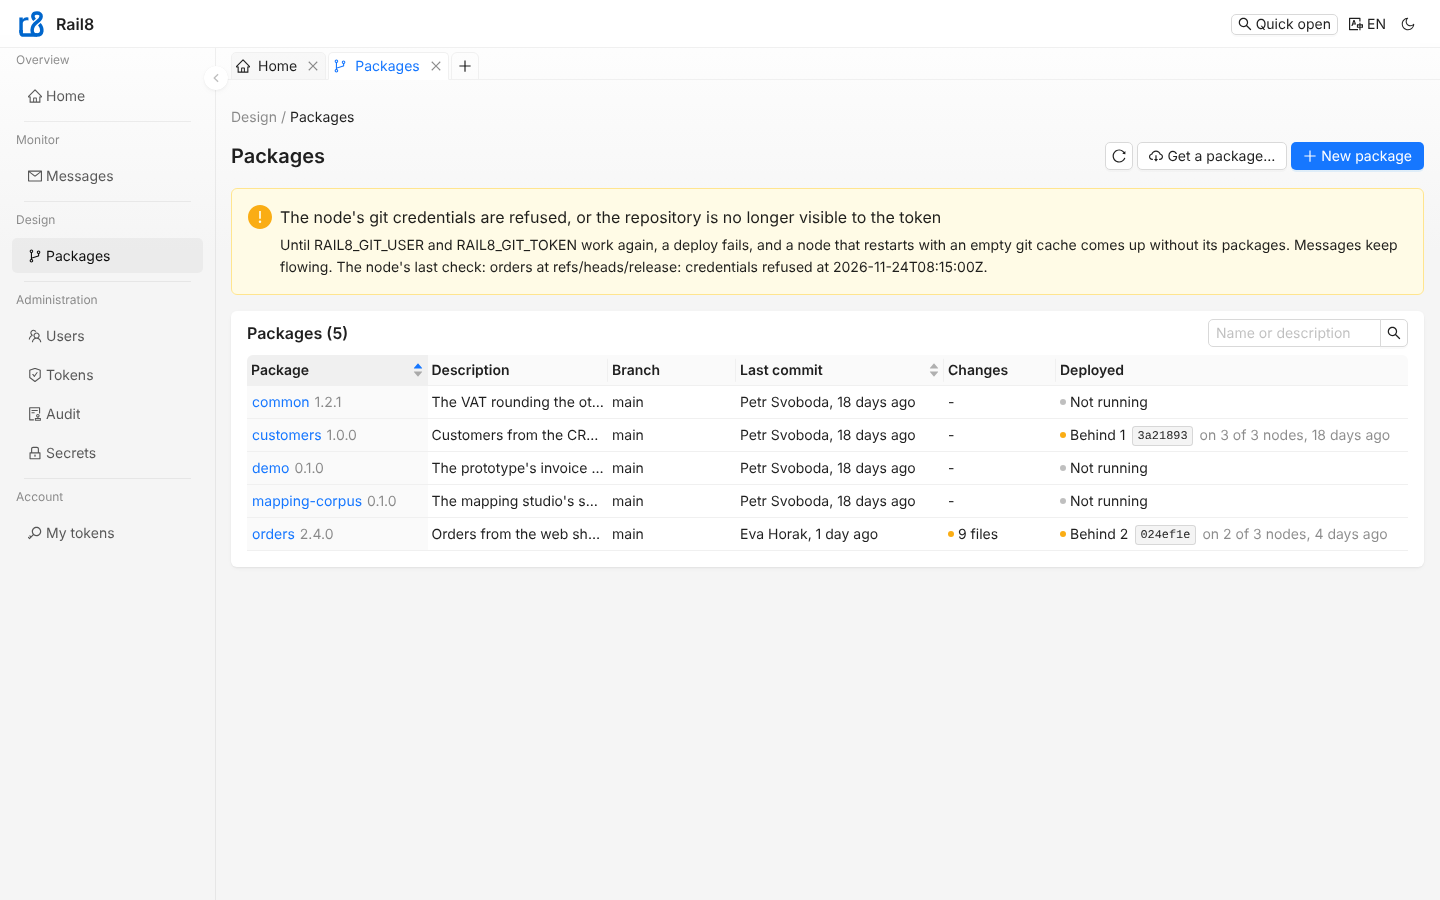 Rail8
Quick open
EN
Overview
Home
Monitor
Messages
Design
Packages
Administration
Users
Tokens
Audit
Secrets
Account
My tokens
Home
Packages
Design / Packages
Packages
Get a package...
New package
The node's git credentials are refused, or the repository is no longer visible to the token
Until RAIL8_GIT_USER and RAIL8_GIT_TOKEN work again, a deploy fails, and a node that restarts with an empty git cache comes up without its packages. Messages keep
flowing. The node's last check: orders at refs/heads/release: credentials refused at 2026-11-24T08:15:00Z.
Packages (5)
Name or description
Package Description Branch Last commit Changes Deployed
common 1.2.1 The VAT rounding the ot... main Petr Svoboda, 18 days ago - Not running
customers 1.0.0 Customers from the CR... main Petr Svoboda, 18 days ago - Behind 1 3a21893 on 3 of 3 nodes, 18 days ago
demo 0.1.0 The prototype's invoice ... main Petr Svoboda, 18 days ago - Not running
mapping-corpus 0.1.0 The mapping studio's s... main Petr Svoboda, 18 days ago - Not running
orders 2.4.0 Orders from the web sh... main Eva Horak, 1 day ago 9 files Behind 2 024ef1e on 2 of 3 nodes, 4 days ago